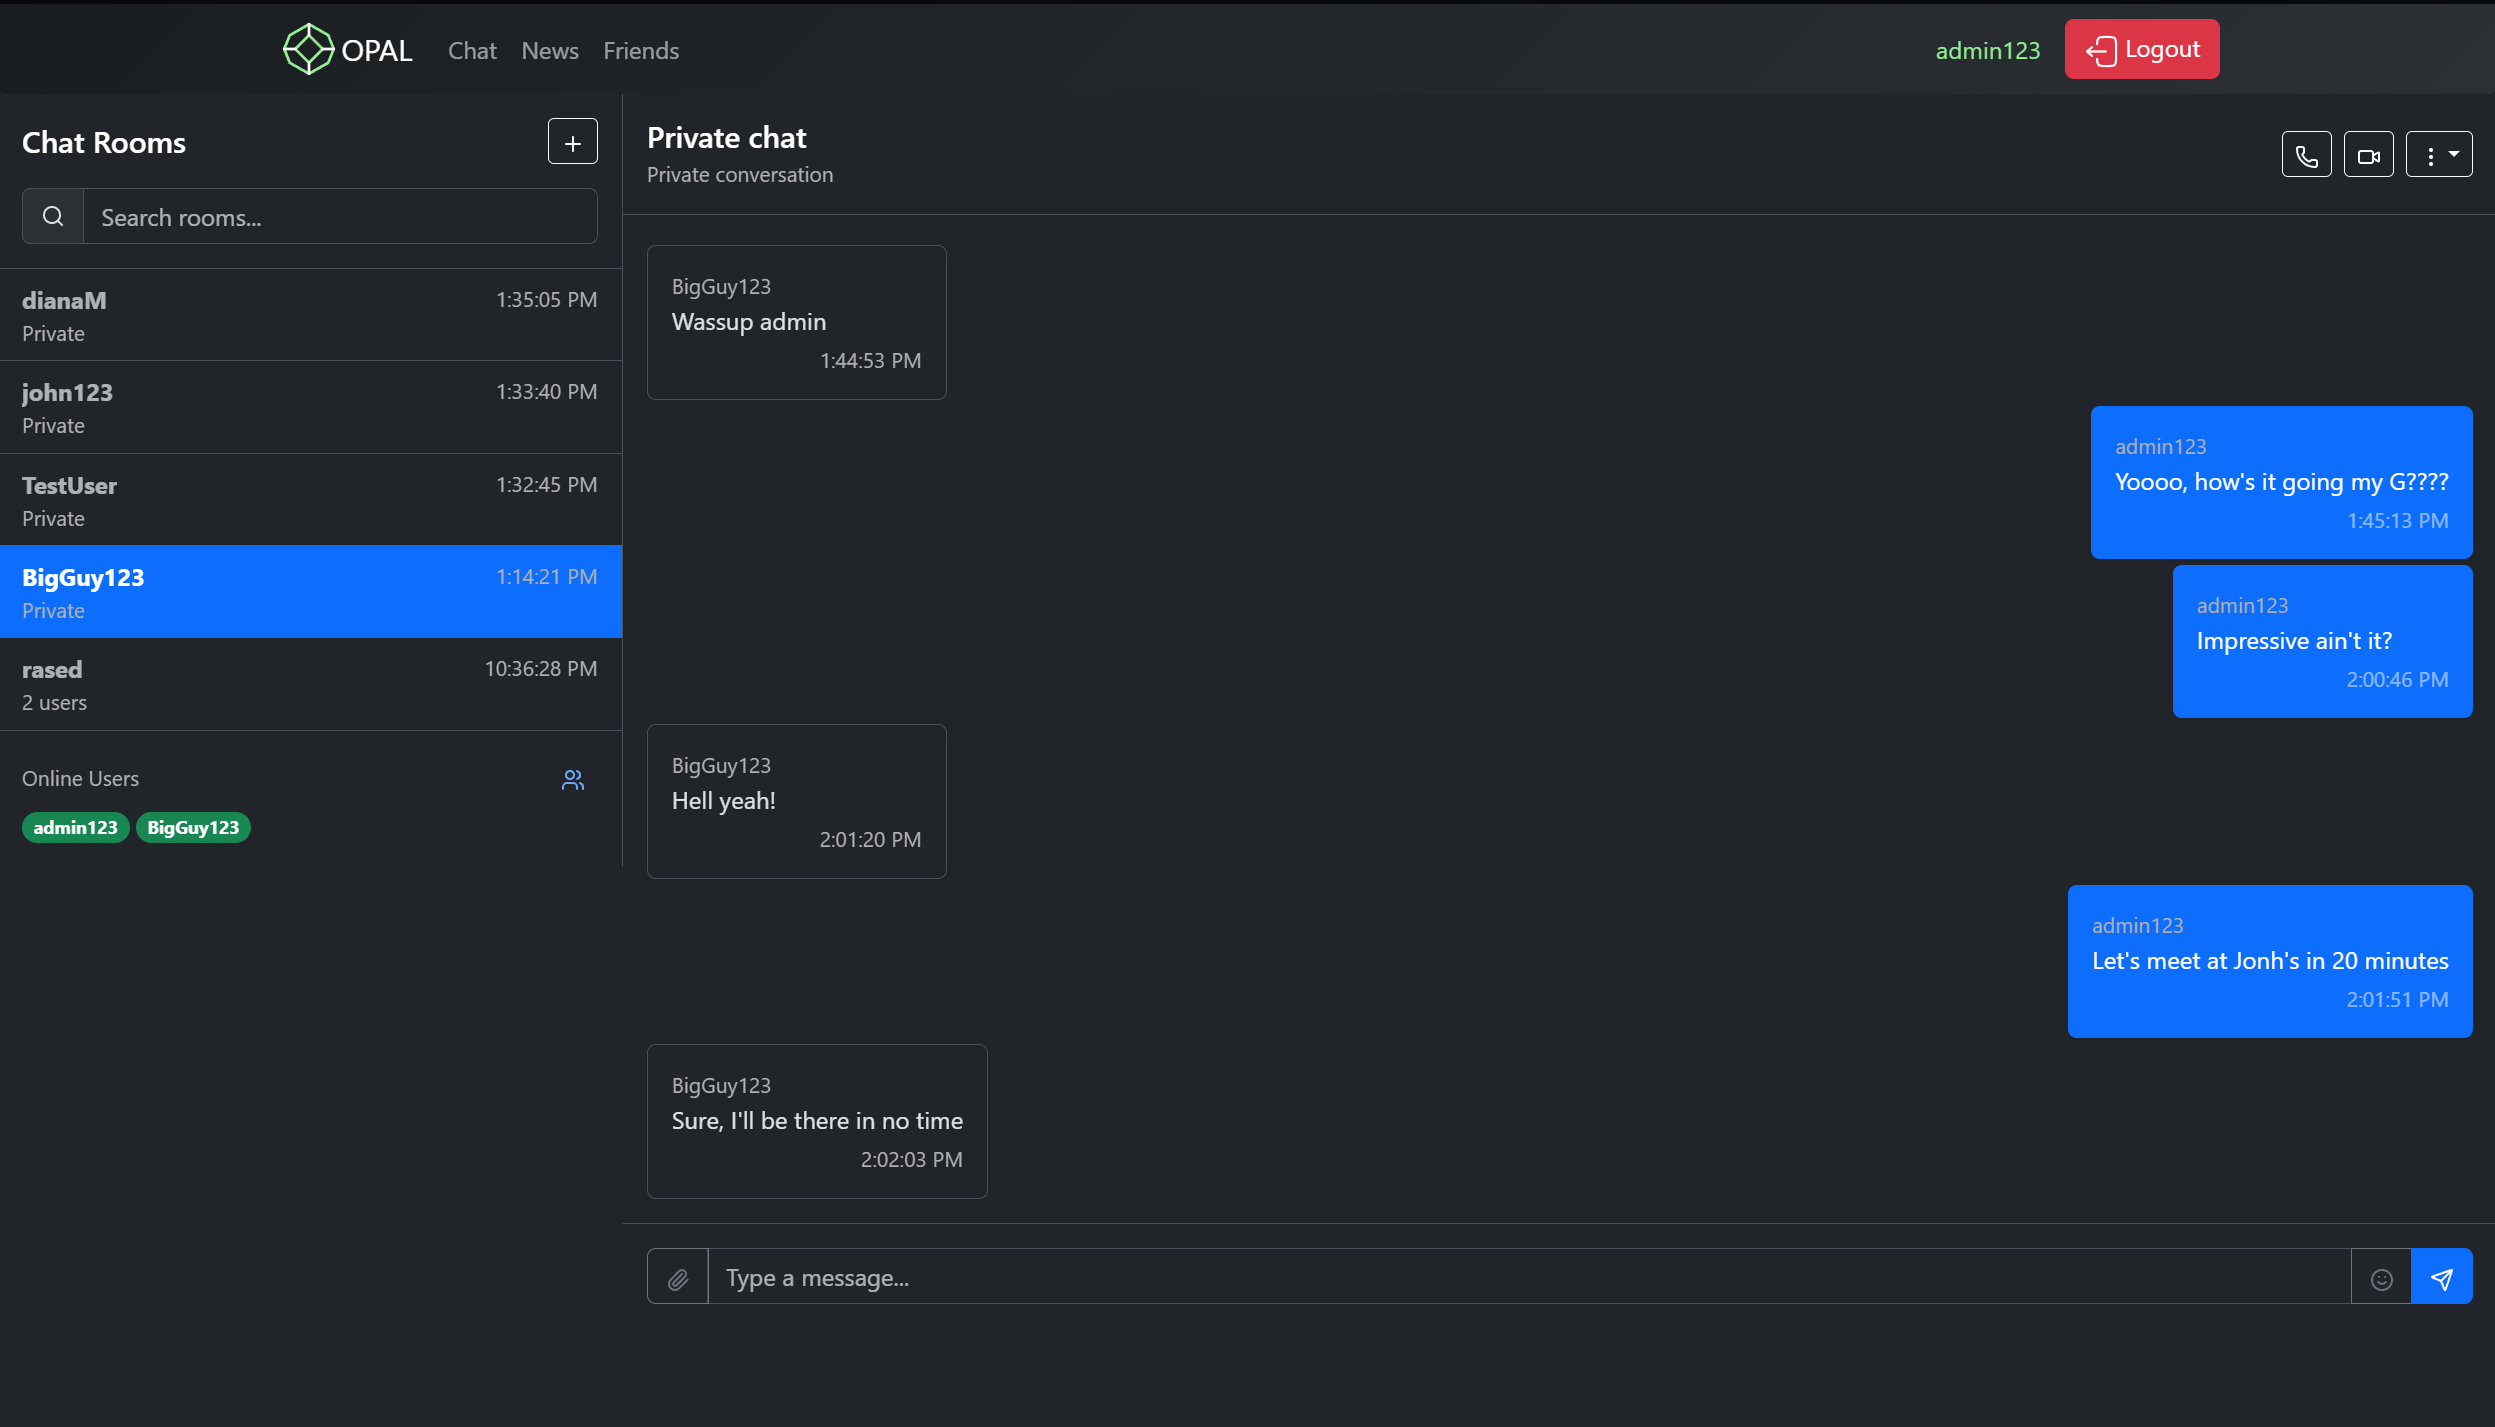 OPAL
Chat News Friends
admin123
Logout
Chat Rooms
+
Search rooms...
dianaM 1:35:05 PM
Private
john123 1:33:40 PM
Private
TestUser 1:32:45 PM
Private
BigGuy123 1:14:21 PM
Private
rased 10:36:28 PM
2 users
Online Users
admin123 BigGuy123
Private chat
Private conversation
BigGuy123
Wassup admin
1:44:53 PM
admin123
Yoooo, how's it going my G????
1:45:13 PM
admin123
Impressive ain't it?
2:00:46 PM
BigGuy123
Hell yeah!
2:01:20 PM
admin123
Let's meet at Jonh's in 20 minutes
2:01:51 PM
BigGuy123
Sure, I'll be there in no time
2:02:03 PM
Type a message...